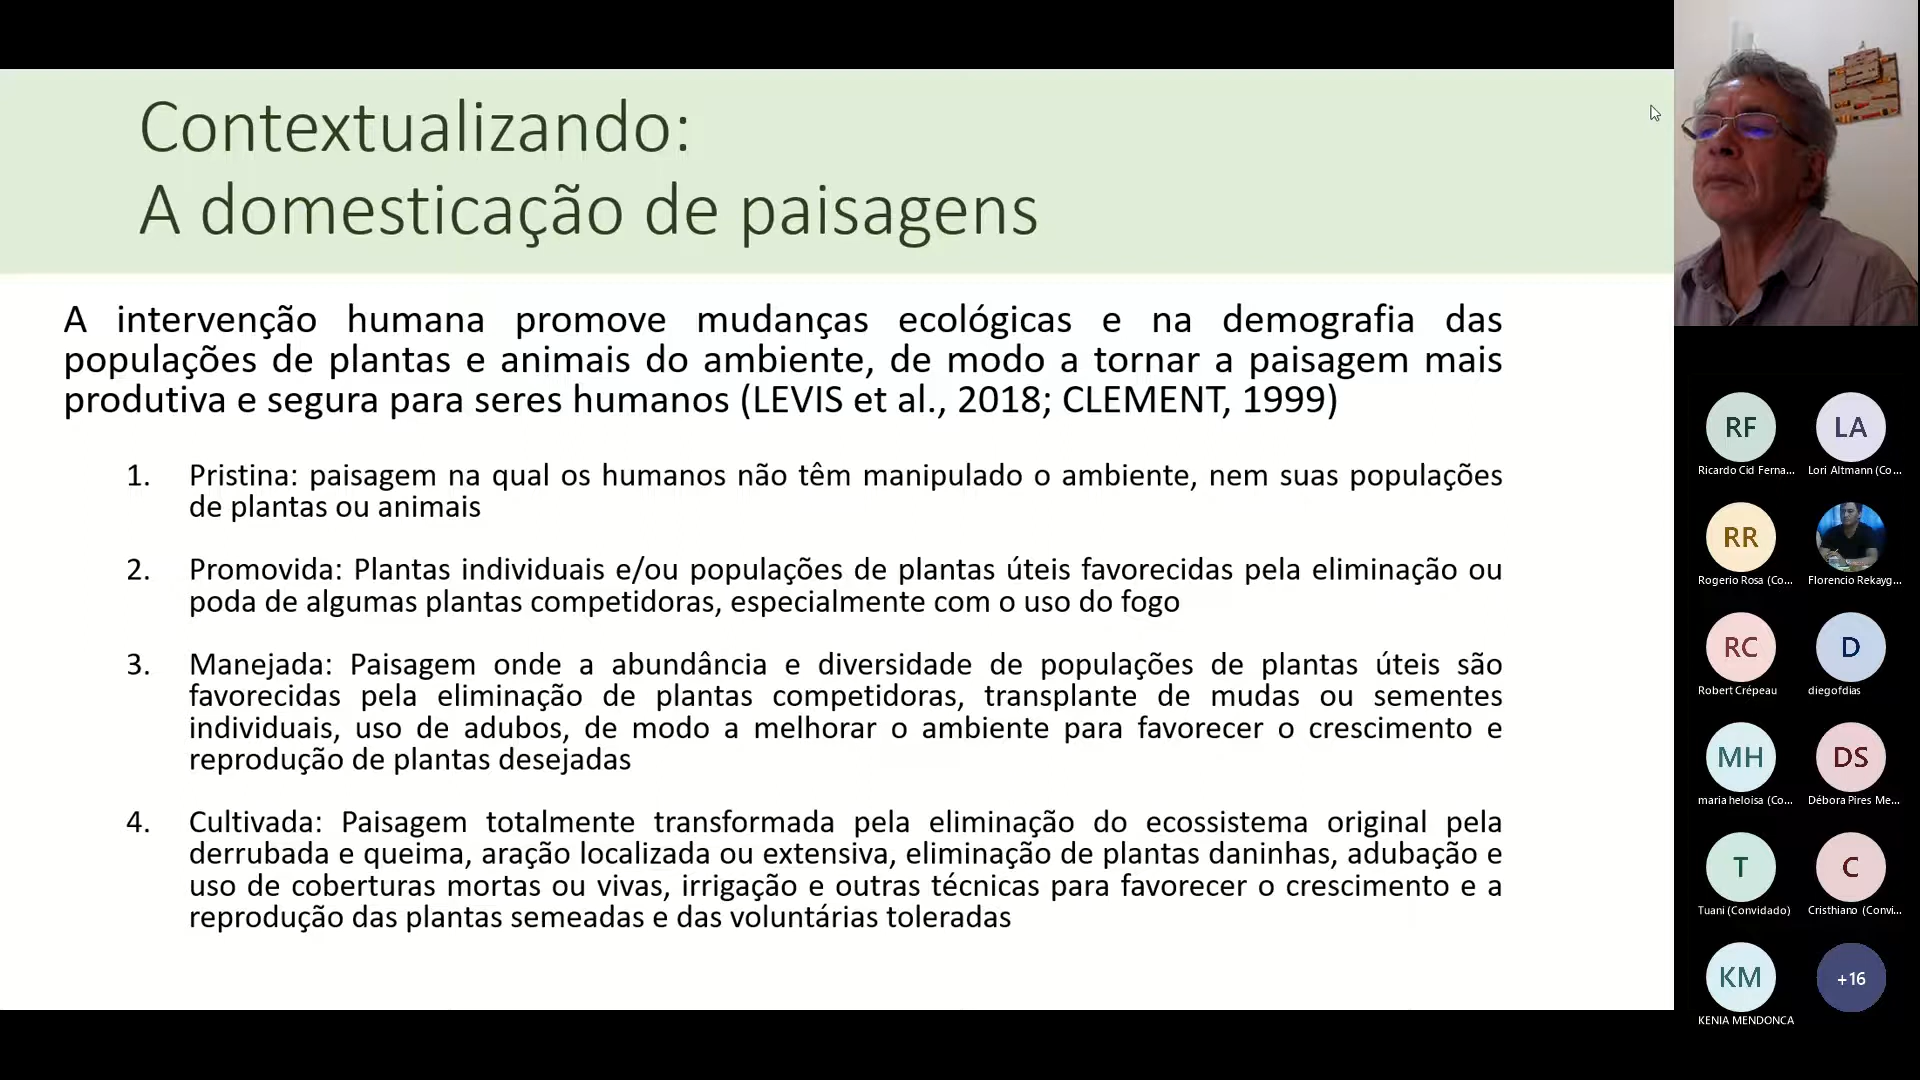 Contextualizando:
A domesticação de paisagens
A intervenção humana promove mudanças ecológicas e na demografia das
populações de plantas e animais do ambiente, de modo a tornar a paisagem mais
produtiva e segura para seres humanos (LEVIS et al., 2018; CLEMENT, 1999)
1. Pristina: paisagem na qual os humanos não têm manipulado o ambiente, nem suas populações
de plantas ou animais
2. Promovida: Plantas individuais e/ou populações de plantas úteis favorecidas pela eliminação ou
poda de algumas plantas competidoras, especialmente com o uso do fogo
3. Manejada: Paisagem onde a abundância e diversidade de populações de plantas úteis são
favorecidas pela eliminação de plantas competidoras, transplante de mudas ou sementes
individuais, uso de adubos, de modo a melhorar o ambiente para favorecer o crescimento e
reprodução de plantas desejadas
4. Cultivada: Paisagem totalmente transformada pela eliminação do ecossistema original pela
derrubada e queima, aração localizada ou extensiva, eliminação de plantas daninhas, adubação e
uso de coberturas mortas ou vivas, irrigação e outras técnicas para favorecer o crescimento e a
reprodução das plantas semeadas e das voluntárias toleradas
RF LA
Ricardo Cid Ferna... Lori Altmann (Co...
RR
Rogerio Rosa (Co... Florencio Rekayg...
RC D
Robert Crépeau diegofdias
MH DS
maria heloisa (Co... Débora Pires Me...
T C
Tuani (Convidado) Cristhiano (Convi...
KM +16
KENIA MENDONCA